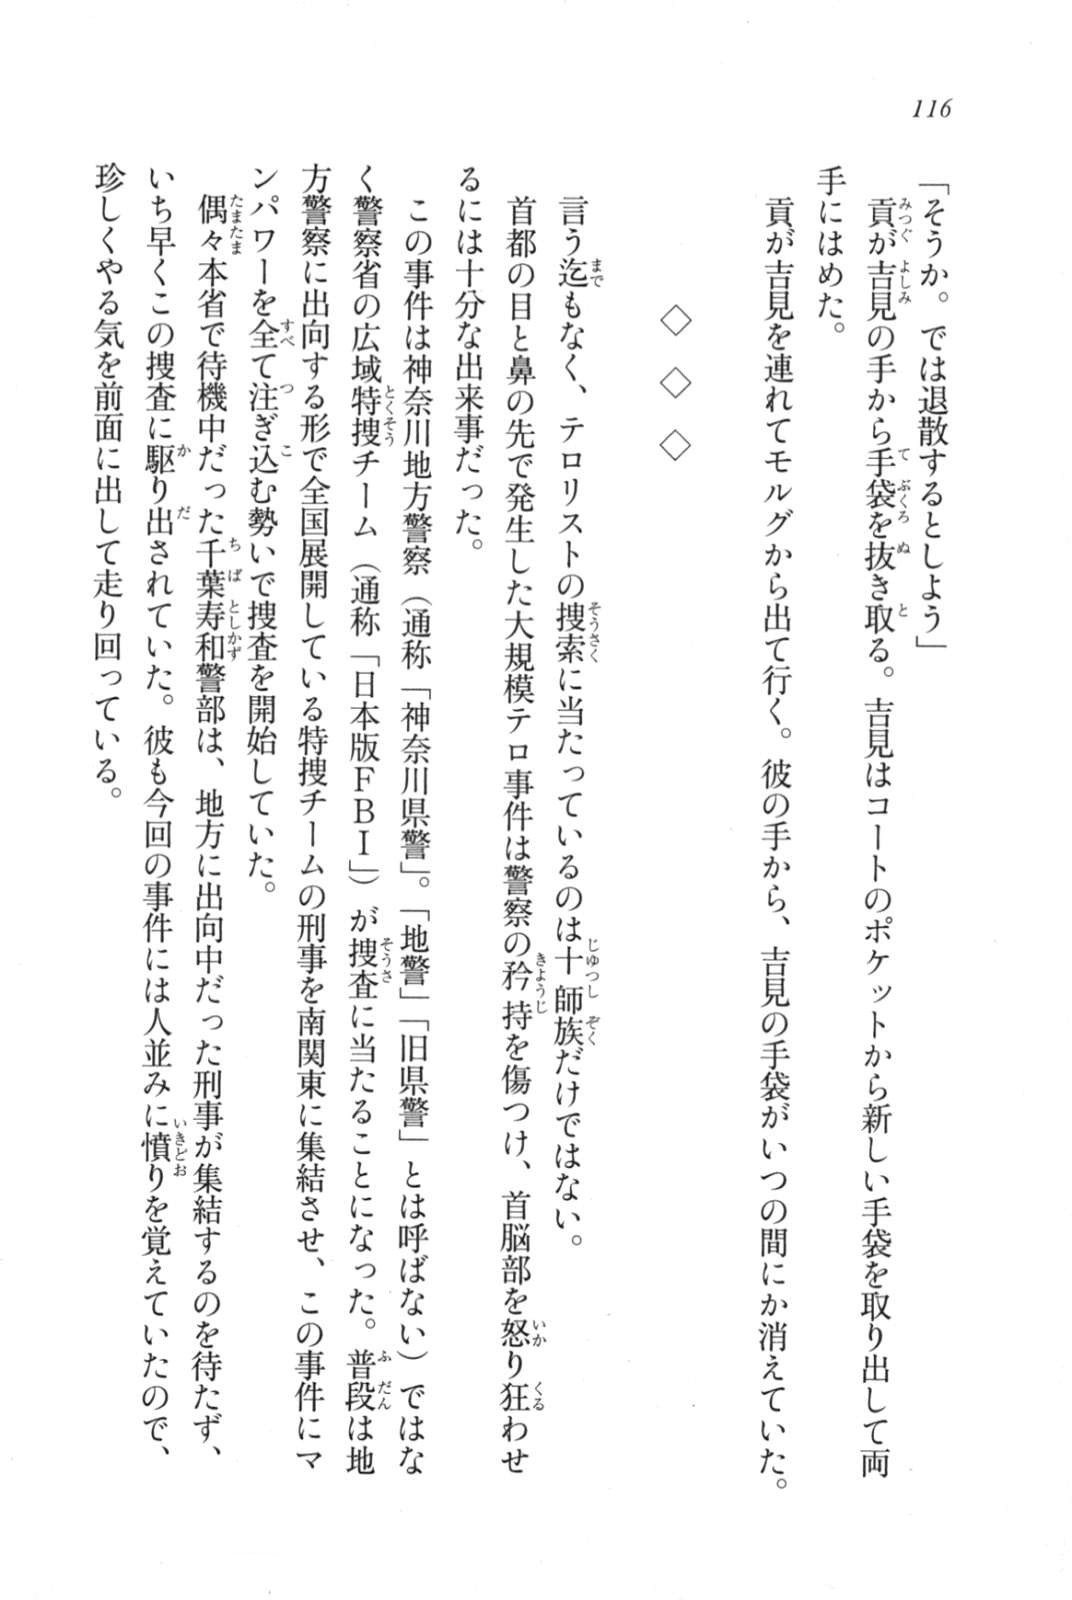 116
「そうか。では退散するとしよう」
　貢が吉見の手から手袋を抜き取る。吉見はコートのポケットから新しい手袋を取り出して両
手にはめた。
　貢が吉見を連れてモルグから出て行く。彼の手から、吉見の手袋がいつの間にか消えていた。
◇　◇　◇
　言う迄もなく、テロリストの捜索に当たっているのは十師族だけではない。
　首都の目と鼻の先で発生した大規模テロ事件は警察の矜持を傷つけ、首脳部を怒り狂わせ
るには十分な出来事だった。
　この事件は神奈川地方警察（通称「神奈川県警」。「地警」「旧県警」とは呼ばない）ではな
く警察省の広域特捜チーム（通称「日本版ＦＢＩ」）が捜査に当たることになった。普段は地
方警察に出向する形で全国展開している特捜チームの刑事を南関東に集結させ、この事件にマ
ンパワーを全て注ぎ込む勢いで捜査を開始していた。
　偶々本省で待機中だった千葉寿和警部は、地方に出向中だった刑事が集結するのを待たず、
いち早くこの捜査に駆り出されていた。彼も今回の事件には人並みに憤りを覚えていたので、
珍しくやる気を前面に出して走り回っている。